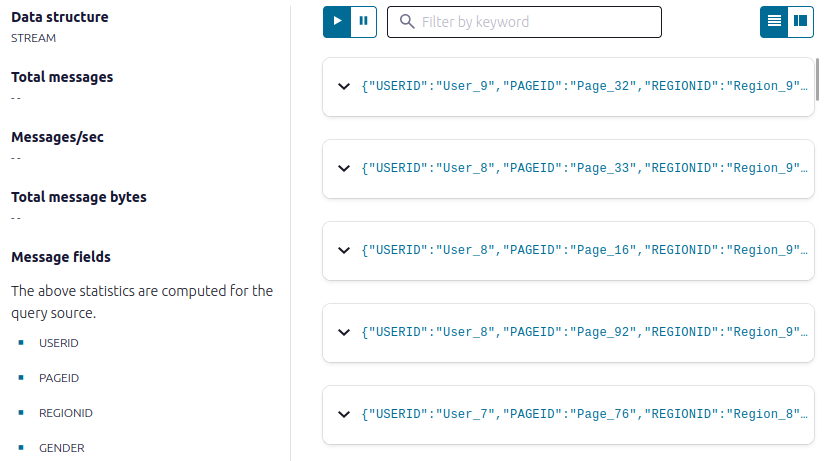 Data structure
STREAM
Total messages
--
Messages/sec
--
Total message bytes
--
Message fields
The above statistics are computed for the
query source.
USERID
PAGEID
REGIONID
GENDER
Filter by keyword
{"USERID":"User_9","PAGEID":"Page_32","REGIONID":"Region_9"…
{"USERID":"User_8","PAGEID":"Page_33","REGIONID":"Region_9"…
{"USERID":"User_8","PAGEID":"Page_16","REGIONID":"Region_9"…
{"USERID":"User_8","PAGEID":"Page_92","REGIONID":"Region_9"…
{"USERID":"User_7","PAGEID":"Page_76","REGIONID":"Region_8"…